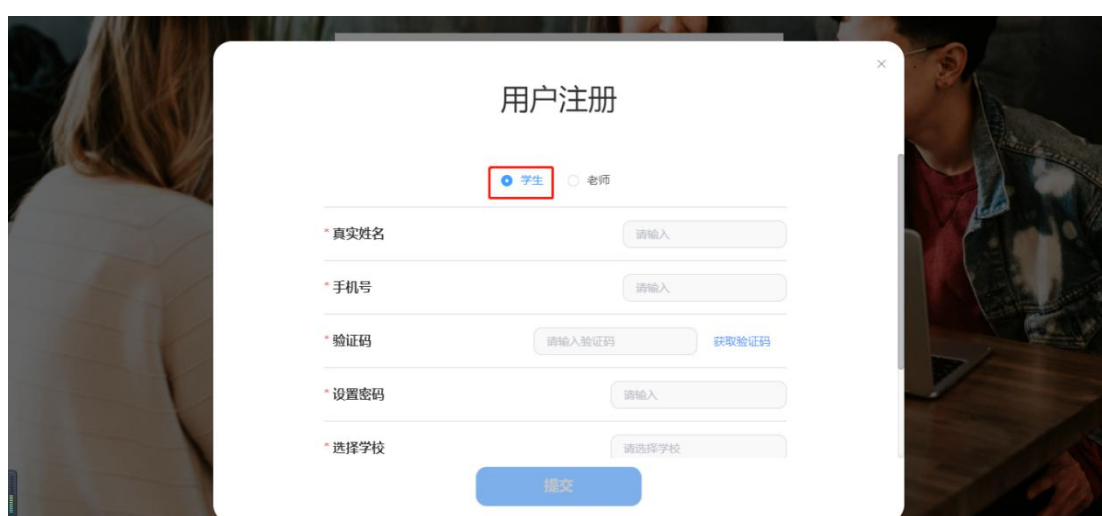 用户注册
学生 老师
* 真实姓名 请输入
* 手机号 请输入
* 验证码 请输入验证码 获取验证码
* 设置密码 请输入
* 选择学校 请选择学校
提交